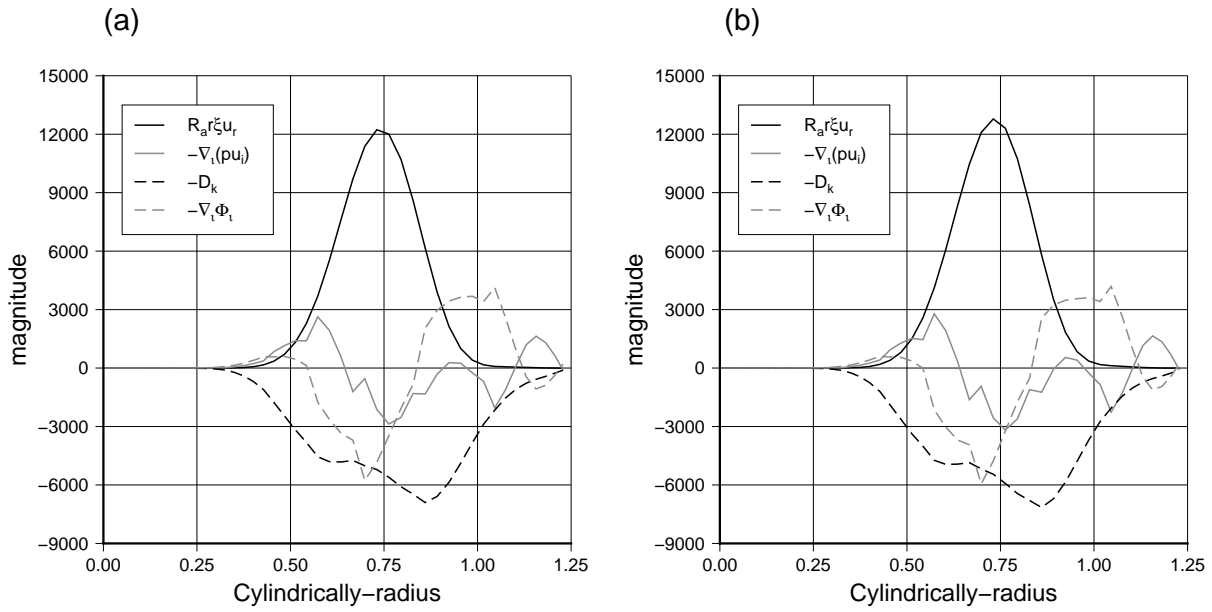 (a)
15000
12000
9000
6000
3000
0
−3000
−6000
−9000
magnitude
R_a rξu_r
−∇_ι(pu_i)
−D_k
−∇_ιΦ_ι
0.00 0.25 0.50 0.75 1.00 1.25
Cylindrically−radius
(b)
15000
12000
9000
6000
3000
0
−3000
−6000
−9000
magnitude
R_a rξu_r
−∇_ι(pu_i)
−D_k
−∇_ιΦ_ι
0.00 0.25 0.50 0.75 1.00 1.25
Cylindrically−radius